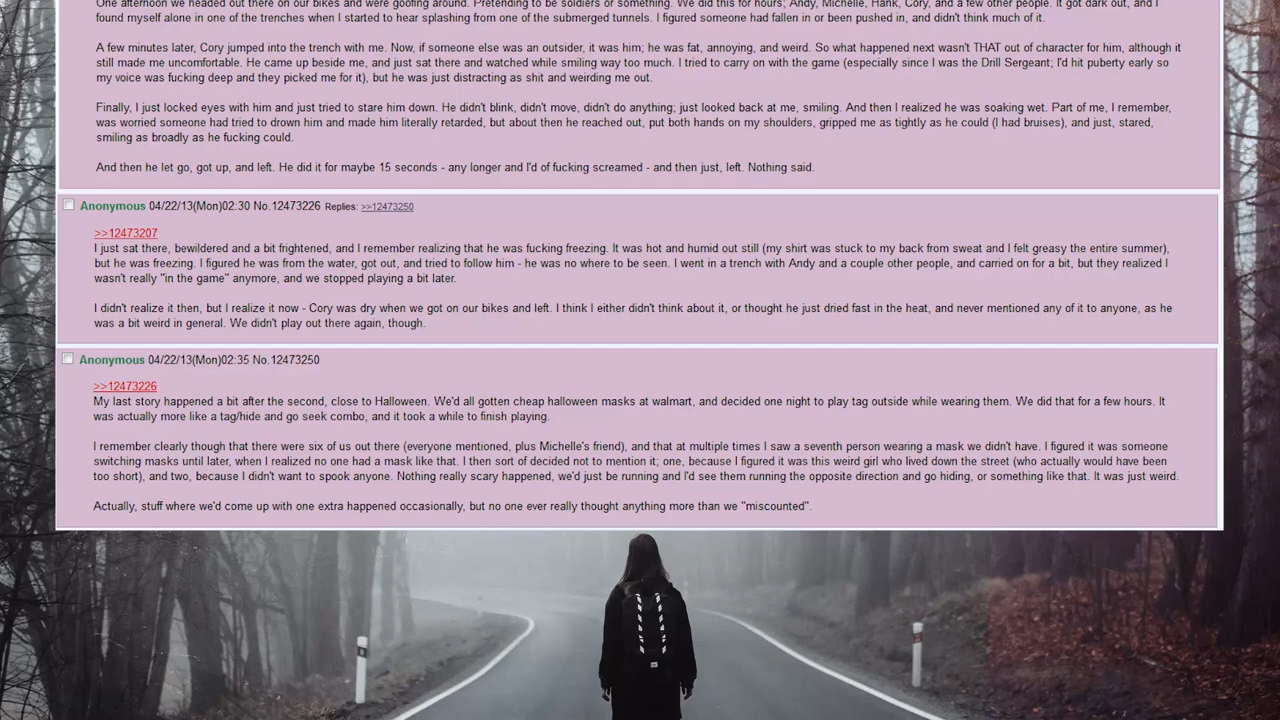 One afternoon we headed out there on our bikes and were goofing around. Pretending to be soldiers or something. We did this for hours; Andy, Michelle, Hank, Cory, and a few other people. It got dark out, and I
found myself alone in one of the trenches when I started to hear splashing from one of the submerged tunnels. I figured someone had fallen in or been pushed in, and didn't think much of it.
A few minutes later, Cory jumped into the trench with me. Now, if someone else was an outsider, it was him; he was fat, annoying, and weird. So what happened next wasn't THAT out of character for him, although it
still made me uncomfortable. He came up beside me, and just sat there and watched while smiling way too much. I tried to carry on with the game (especially since I was the Drill Sergeant; I'd hit puberty early so
my voice was fucking deep and they picked me for it), but he was just distracting as shit and weirding me out.
Finally, I just locked eyes with him and just tried to stare him down. He didn't blink, didn't move, didn't do anything; just looked back at me, smiling. And then I realized he was soaking wet. Part of me, I remember,
was worried someone had tried to drown him and made him literally retarded, but about then he reached out, put both hands on my shoulders, gripped me as tightly as he could (I had bruises), and just, stared,
smiling as broadly as he fucking could.
And then he let go, got up, and left. He did it for maybe 15 seconds - any longer and I'd of fucking screamed - and then just, left. Nothing said.
Anonymous 04/22/13(Mon)02:30 No.12473226 Replies: >>12473250
>>12473207
I just sat there, bewildered and a bit frightened, and I remember realizing that he was fucking freezing. It was hot and humid out still (my shirt was stuck to my back from sweat and I felt greasy the entire summer),
but he was freezing. I figured he was from the water, got out, and tried to follow him - he was no where to be seen. I went in a trench with Andy and a couple other people, and carried on for a bit, but they realized I
wasn't really "in the game" anymore, and we stopped playing a bit later.
I didn't realize it then, but I realize it now - Cory was dry when we got on our bikes and left. I think I either didn't think about it, or thought he just dried fast in the heat, and never mentioned any of it to anyone, as he
was a bit weird in general. We didn't play out there again, though.
Anonymous 04/22/13(Mon)02:35 No.12473250
>>12473226
My last story happened a bit after the second, close to Halloween. We'd all gotten cheap halloween masks at walmart, and decided one night to play tag outside while wearing them. We did that for a few hours. It
was actually more like a tag/hide and go seek combo, and it took a while to finish playing.
I remember clearly though that there were six of us out there (everyone mentioned, plus Michelle's friend), and that at multiple times I saw a seventh person wearing a mask we didn't have. I figured it was someone
switching masks until later, when I realized no one had a mask like that. I then sort of decided not to mention it; one, because I figured it was this weird girl who lived down the street (who actually would have been
too short), and two, because I didn't want to spook anyone. Nothing really scary happened, we'd just be running and I'd see them running the opposite direction and go hiding, or something like that. It was just weird.
Actually, stuff where we'd come up with one extra happened occasionally, but no one ever really thought anything more than we "miscounted".